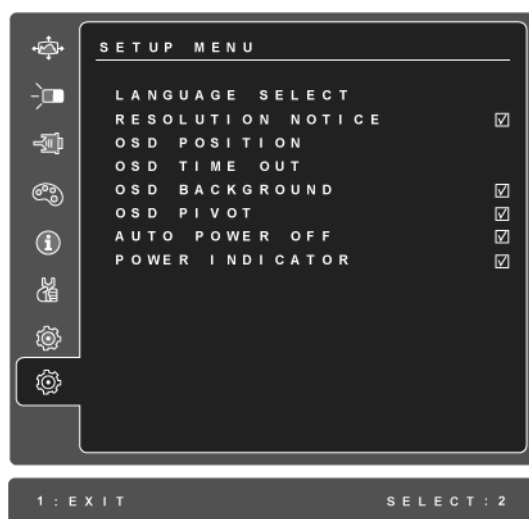 SETUP MENU
LANGUAGE SELECT
RESOLUTION NOTICE
OSD POSITION
OSD TIME OUT
OSD BACKGROUND
OSD PIVOT
AUTO POWER OFF
POWER INDICATOR
1:EXIT SELECT:2